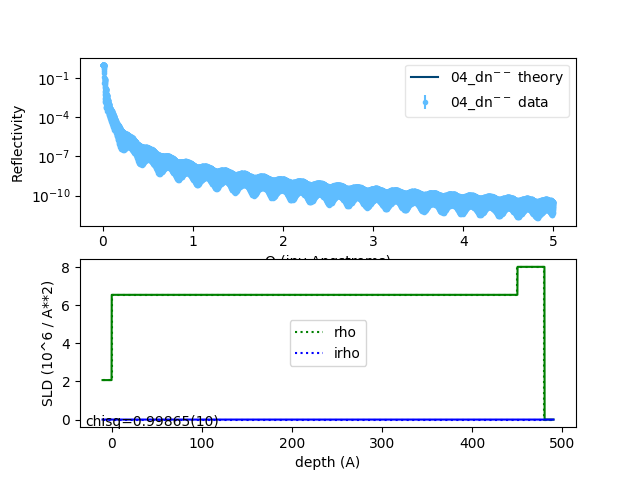 10⁻¹
10⁻⁴
10⁻⁷
10⁻¹⁰
Reflectivity
04_dn⁻⁻ theory
04_dn⁻⁻ data
0 1 2 3 4 5
Q (inv Angstroms)
8
6
4
2
0
SLD (10^6 / A**2)
rho
irho
chisq=0.99865(10)
0 100 200 300 400 500
depth (A)